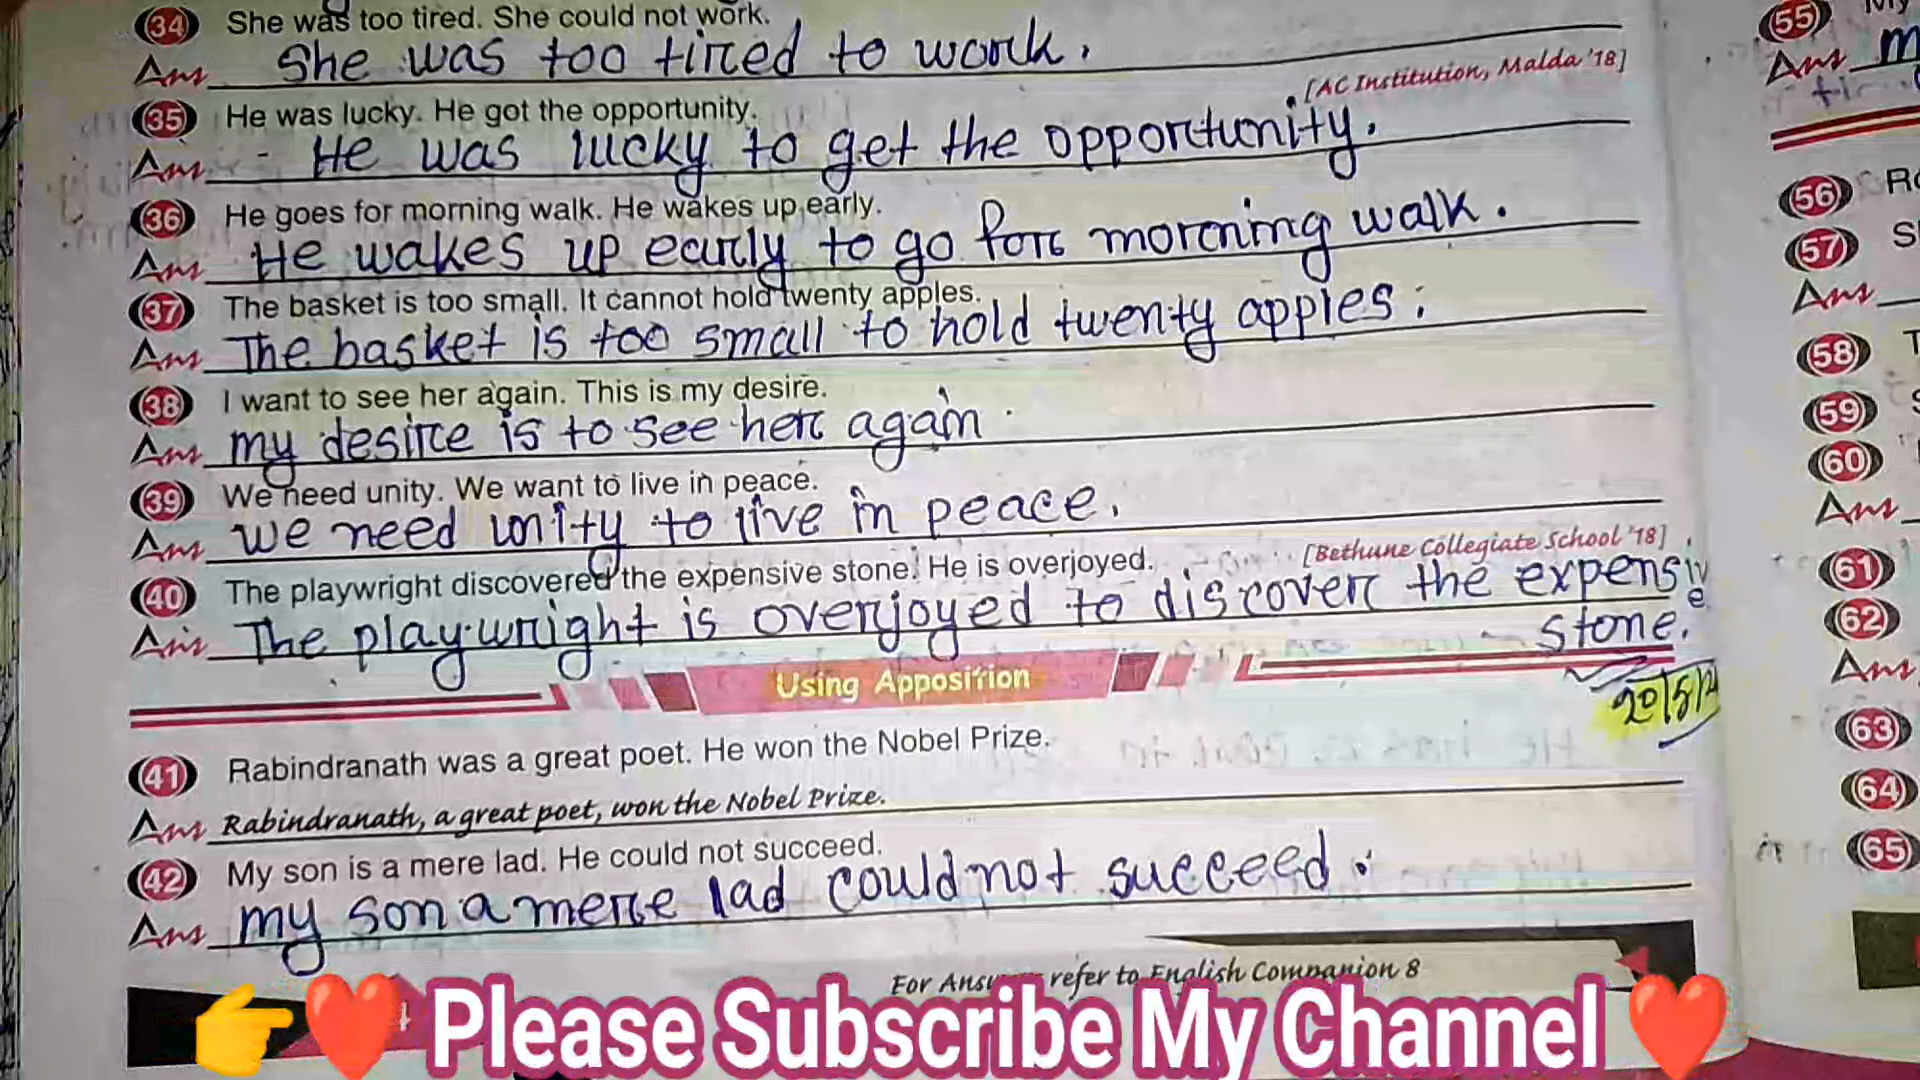 34 She was too tired. She could not work.
Ans She was too tired to work.
[AC Institution, Malda '18]
35 He was lucky. He got the opportunity.
Ans He was lucky to get the opportunity.
36 He goes for morning walk. He wakes up early.
Ans He wakes up early to go for morning walk.
37 The basket is too small. It cannot hold twenty apples.
Ans The basket is too small to hold twenty apples.
38 I want to see her again. This is my desire.
Ans my desire is to see her again.
39 We need unity. We want to live in peace.
Ans we need unity to live in peace.
[Bethune Collegiate School '18]
40 The playwright discovered the expensive stone. He is overjoyed.
Ans The playwright is overjoyed to discover the expensive
stone.
Using Apposition
41 Rabindranath was a great poet. He won the Nobel Prize.
Ans Rabindranath, a great poet, won the Nobel Prize.
42 My son is a mere lad. He could not succeed.
Ans my son a mere lad could not succeed.
For refer to English Companion 8
Please Subscribe My Channel
55
Ans
56
57
Ans
58
59
60
Ans
61
62
Ans
63
64
65